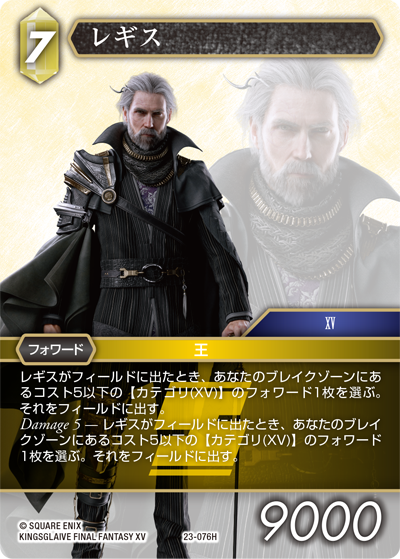 7
レギス
XV
フォワード
王
レギスがフィールドに出たとき、あなたのブレイクゾーンにあ
るコスト5以下の【カテゴリ(XV)】のフォワード1枚を選ぶ。
それをフィールドに出す。
Damage 5 — レギスがフィールドに出たとき、あなたのブレイ
クゾーンにあるコスト5以下の【カテゴリ(XV)】のフォワード
1枚を選ぶ。それをフィールドに出す。
© SQUARE ENIX
KINGSGLAIVE FINAL FANTASY XV
23-076H
9000